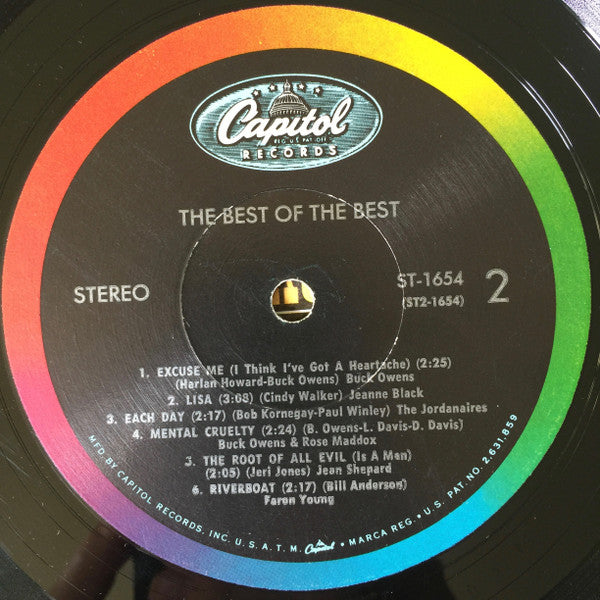 Capitol
REG. U.S. PAT. OFF.
RECORDS
THE BEST OF THE BEST
STEREO
ST-1654
(ST2-1654)
2
1. EXCUSE ME (I Think I've Got A Heartache) (2:25)
(Harlan Howard-Buck Owens) Buck Owens
2. LISA (3:08) (Cindy Walker) Jeanne Black
3. EACH DAY (2:17) (Bob Kornegay-Paul Winley) The Jordanaires
4. MENTAL CRUELTY (2:24) (B. Owens-L. Davis-D. Davis)
Buck Owens & Rose Maddox
5. THE ROOT OF ALL EVIL (Is A Man)
(2:05) (Jeri Jones) Jean Shepard
6. RIVERBOAT (2:17) (Bill Anderson)
Faron Young
MFD. BY CAPITOL RECORDS, INC. U.S.A. T.M. Capitol • MARCA REG. • U.S. PAT. NO. 2,631,859